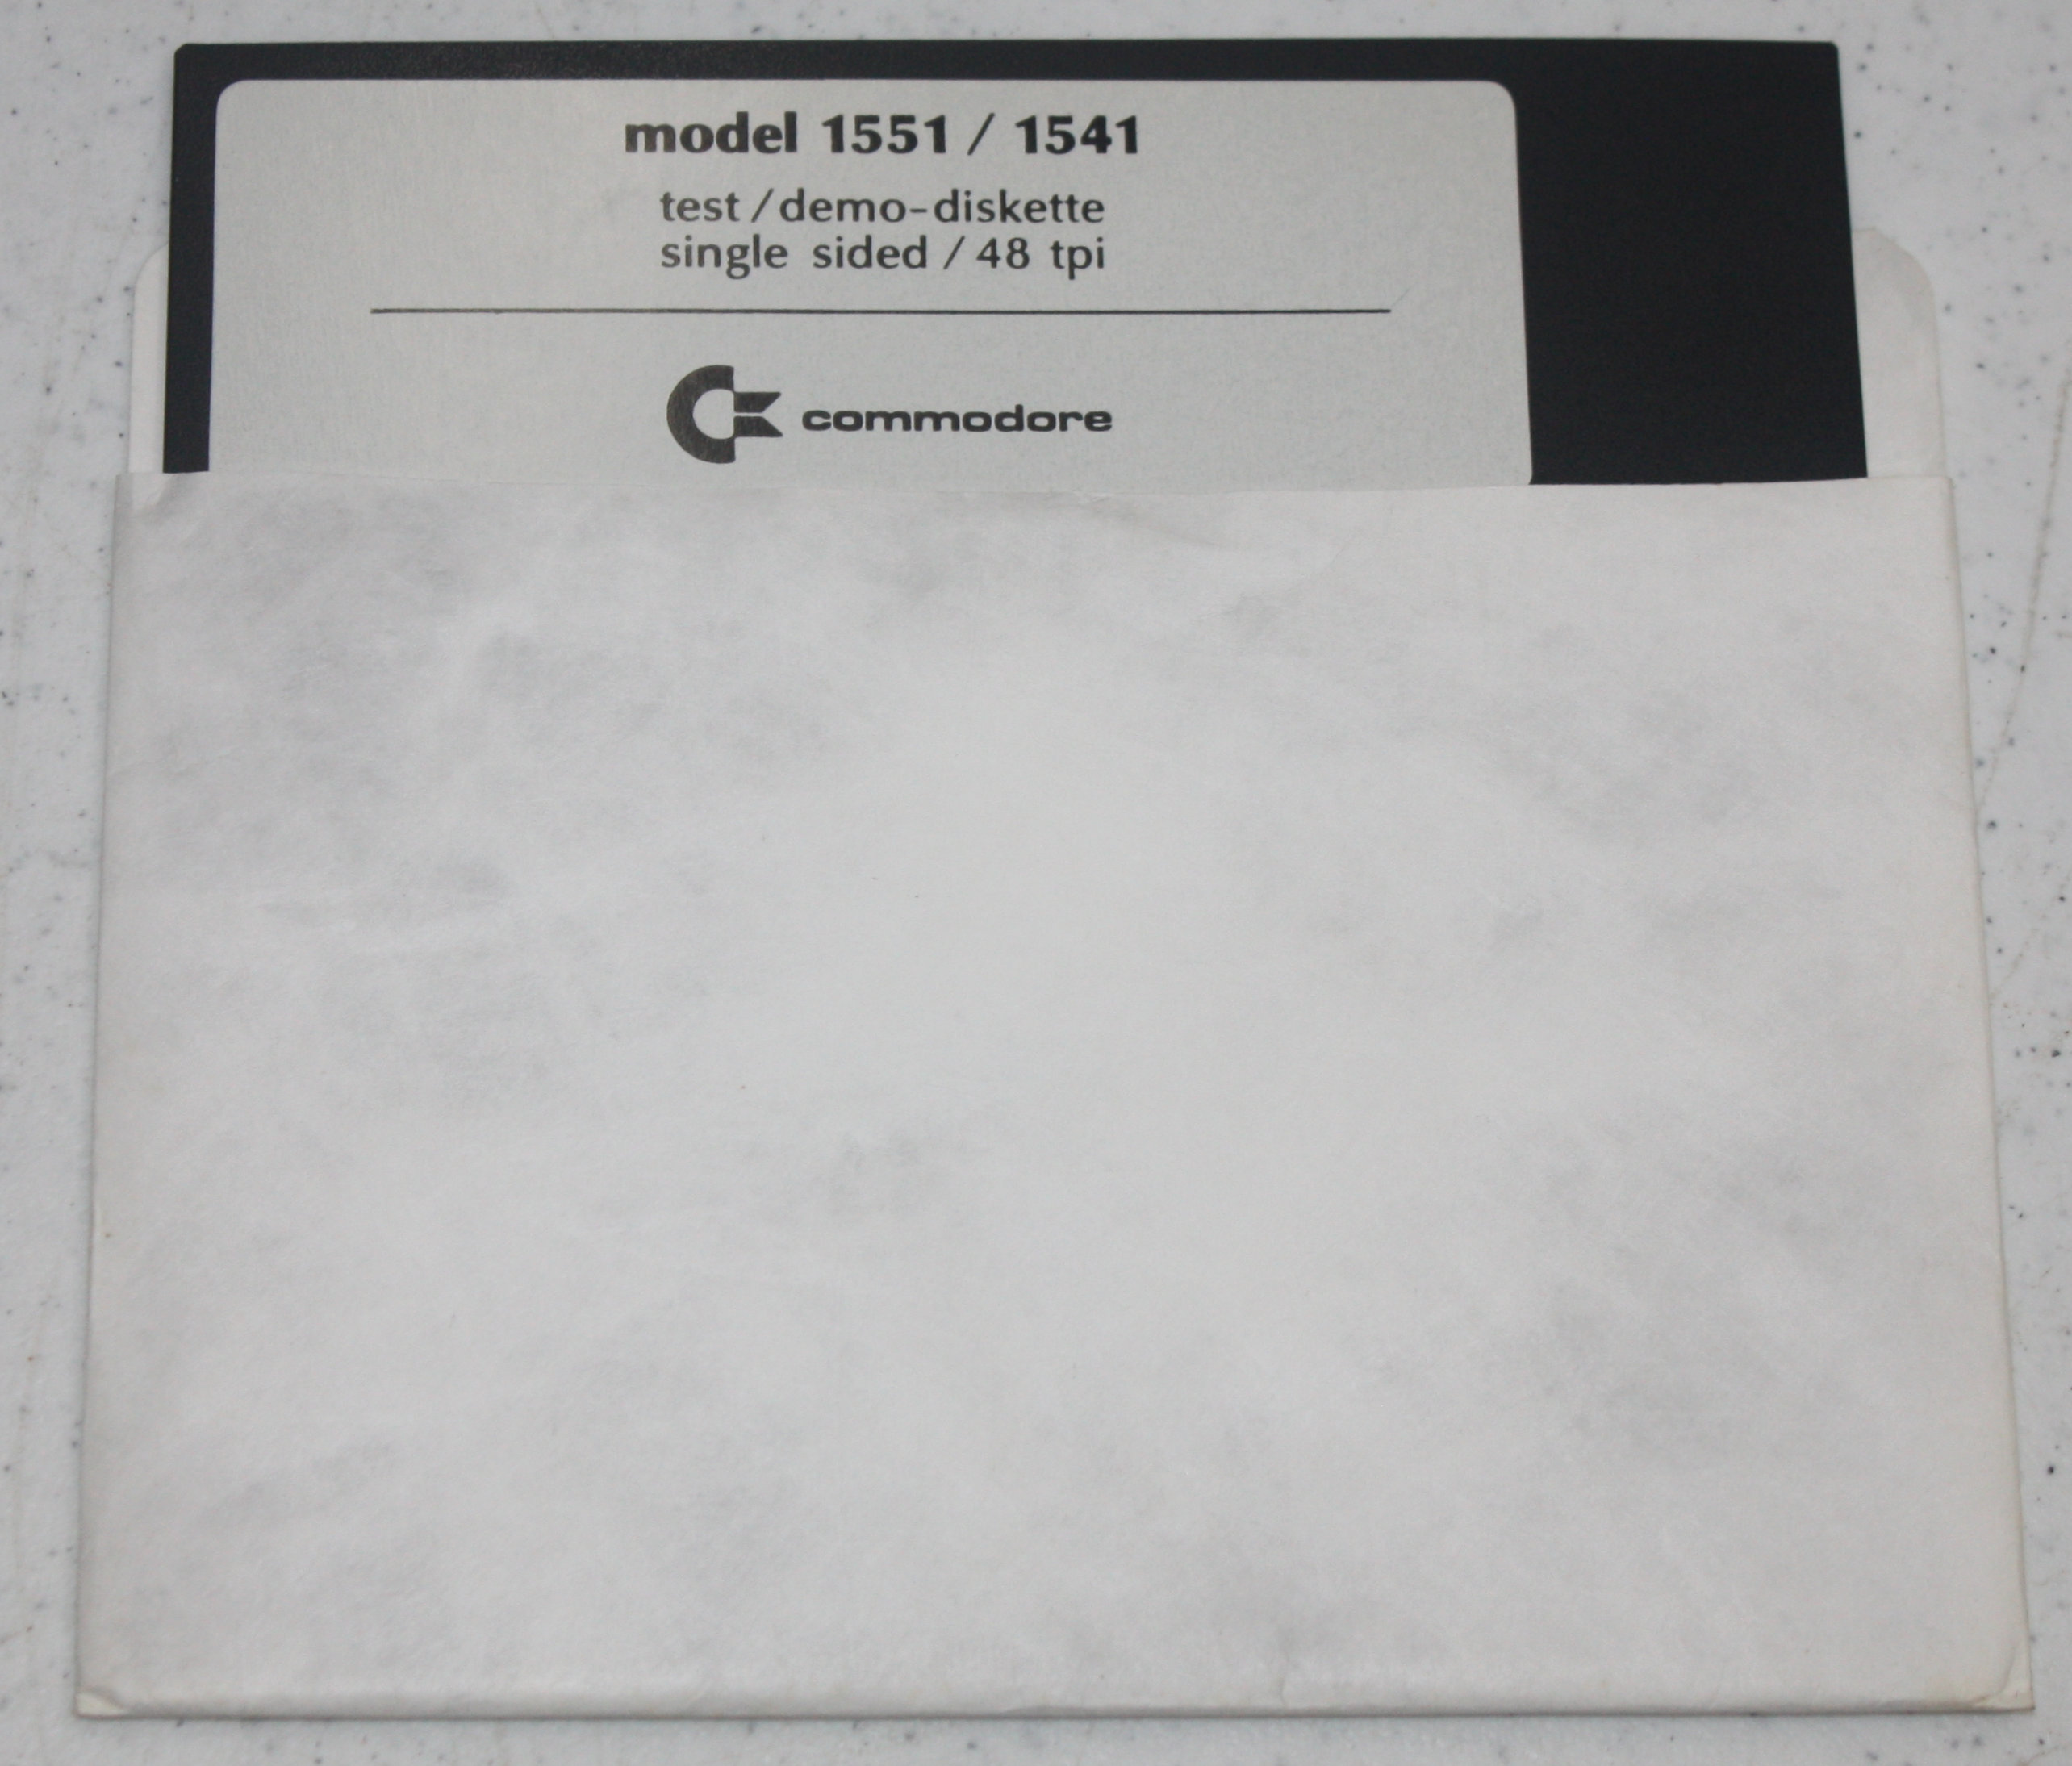 model 1551 / 1541
test / demo-diskette
single sided / 48 tpi
commodore